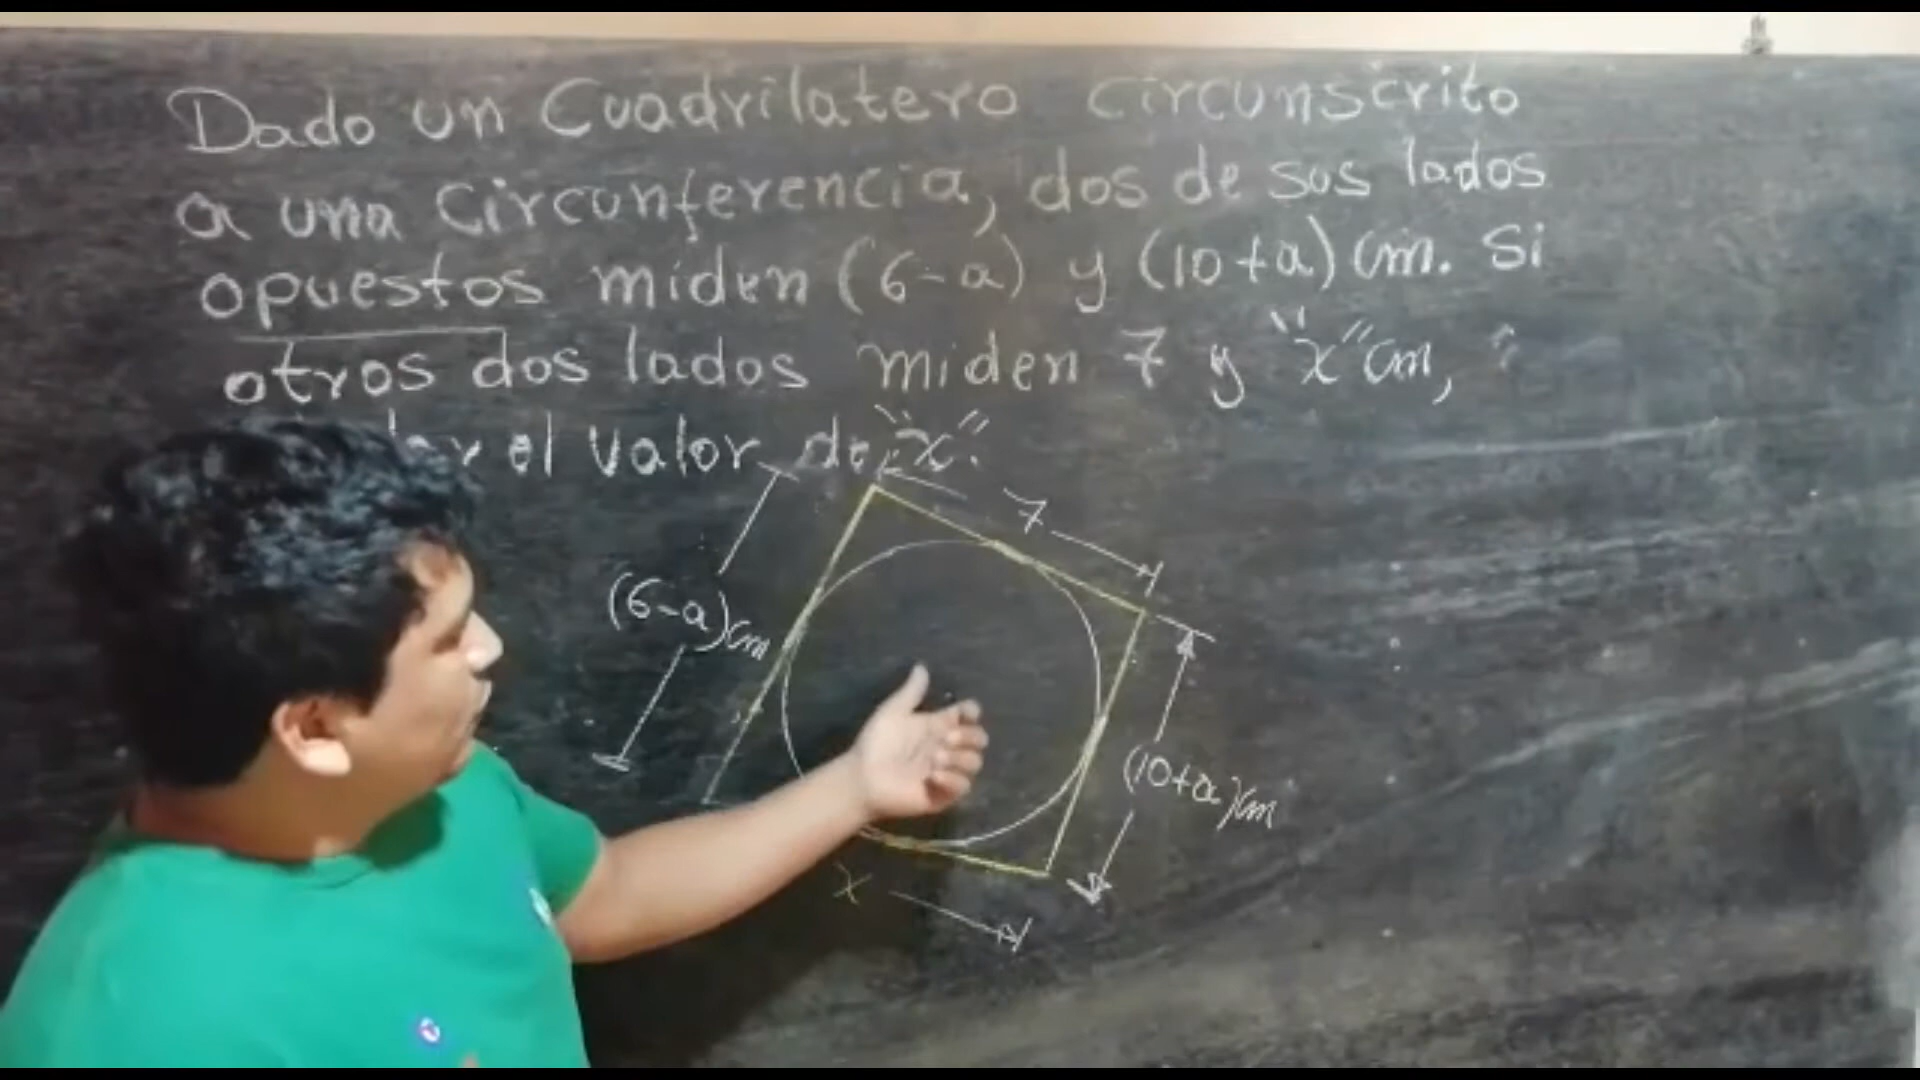 Dado un Cuadrilatero circunscrito
a una Circunferencia, dos de sus lados
opuestos miden (6-a) y (10+a) cm. Si
otros dos lados miden 7 y "x" cm,
el valor de "x".
7
(6-a)cm
(10+a)cm
x